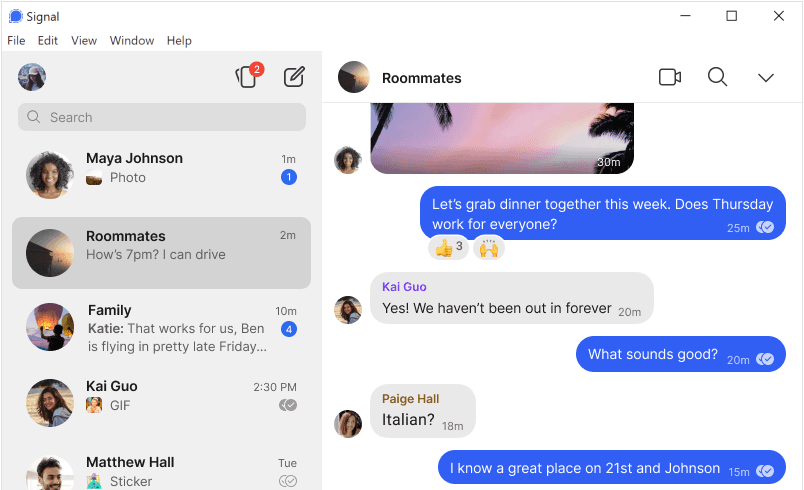 Signal
File Edit View Window Help
2
Search
Maya Johnson 1m
Photo 1
Roommates 2m
How's 7pm? I can drive
Family 10m
Katie: That works for us, Ben 4
is flying in pretty late Friday...
Kai Guo 2:30 PM
GIF
Matthew Hall Tue
Sticker
Roommates
30m
Let's grab dinner together this week. Does Thursday
work for everyone? 25m
3
Kai Guo
Yes! We haven't been out in forever 20m
What sounds good? 20m
Paige Hall
Italian? 18m
I know a great place on 21st and Johnson 15m